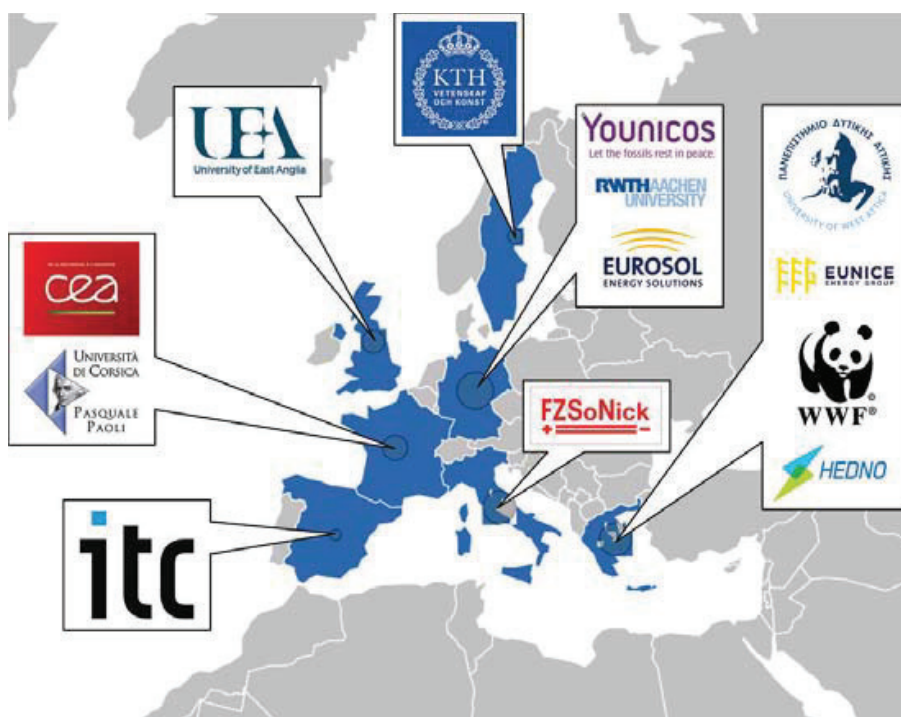 KTH
VETENSKAP
OCH KONST
UEA
University of East Anglia
YOUNICOS
Let the fossils rest in peace.
RWTHAACHEN
UNIVERSITY
EUROSOL
ENERGY SOLUTIONS
ΠΑΝΕΠΙΣΤΗΜΙΟ ΔΥΤΙΚΗΣ ΑΤΤΙΚΗΣ
UNIVERSITY OF WEST ATTICA
EUNICE
ENERGY GROUP
WWF®
HEDNO
cea
UNIVERSITÀ
DI CORSICA
PASQUALE
PAOLI
FZSoNick
+ -
itc